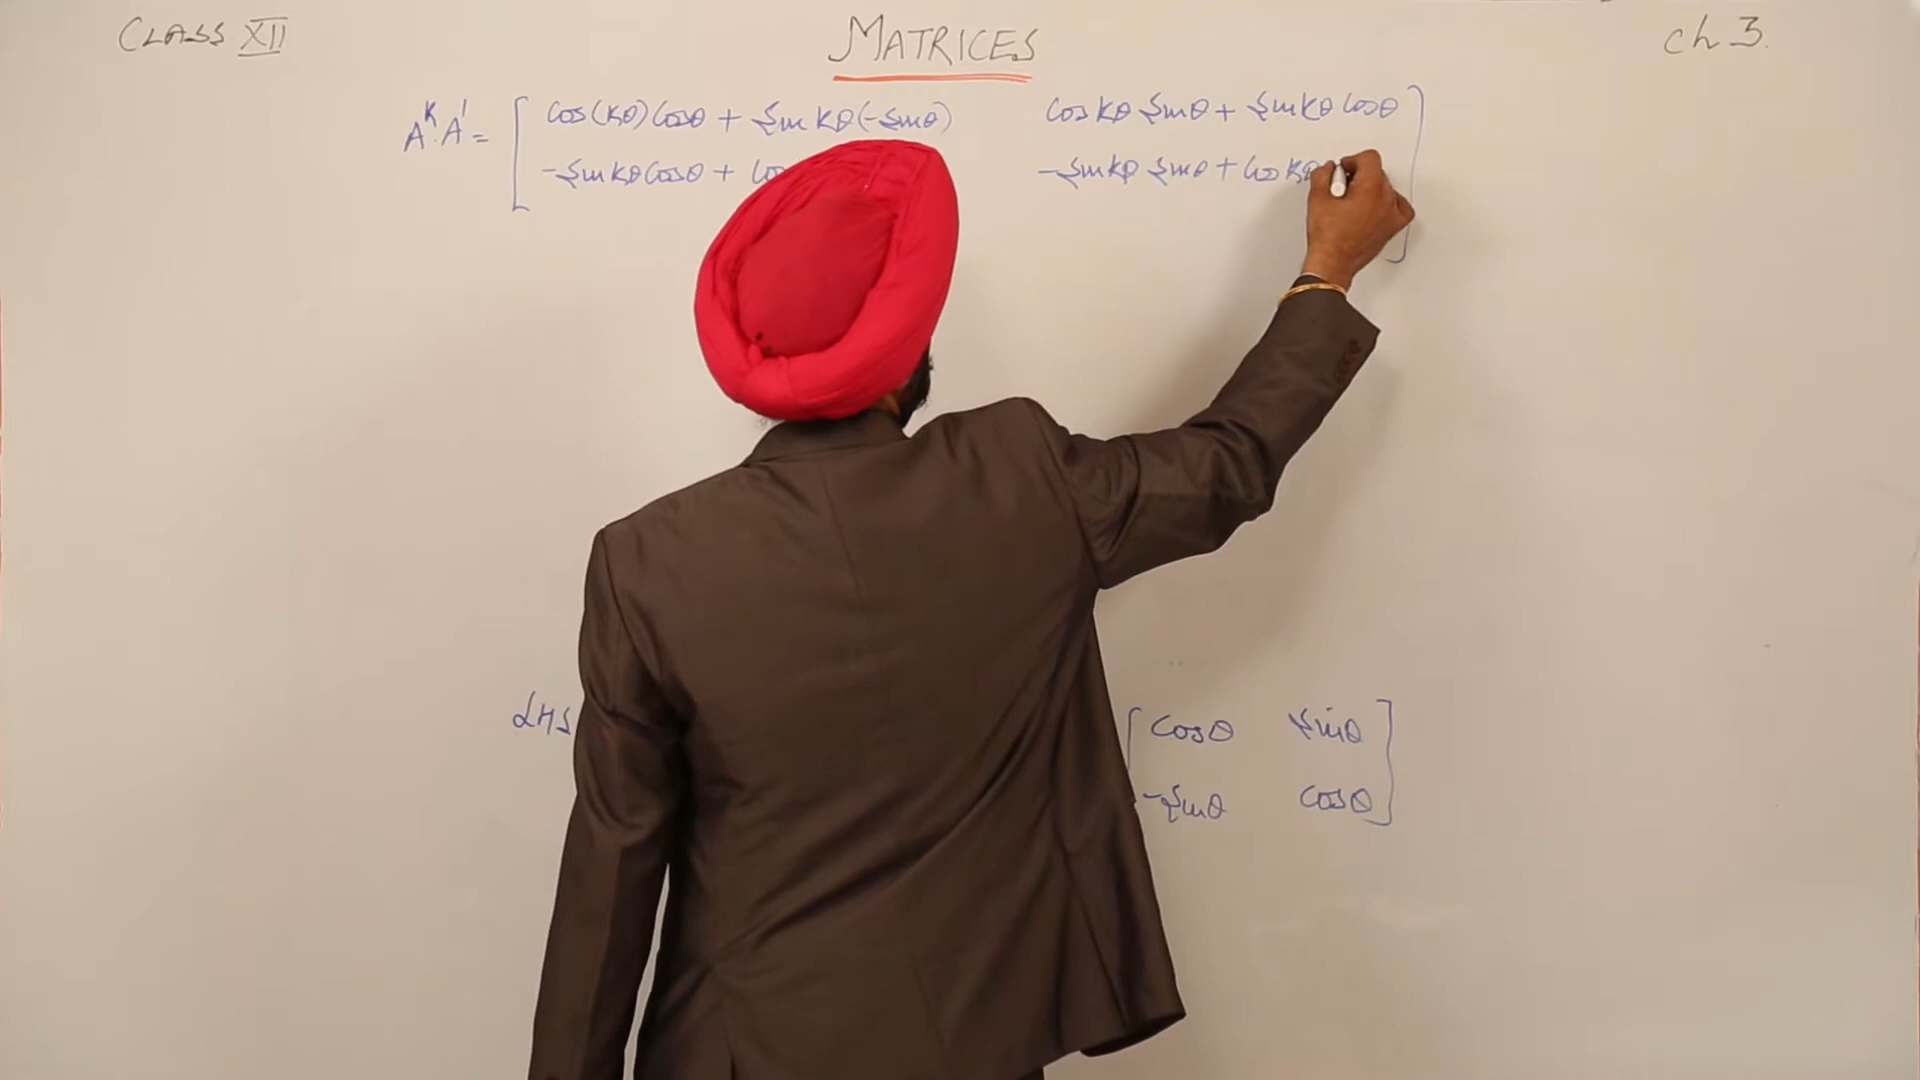 CLASS XII MATRICES Ch 3.
A^K.A^1 = [ Cos(Kθ)Cosθ + Sin Kθ(-Sinθ) Cos Kθ Sinθ + Sin Kθ Cosθ ]
-Sin Kθ Cosθ + -Sin Kθ Sinθ + Cos Kθ
LHS [ Cosθ Sinθ ]
-Sinθ Cosθ